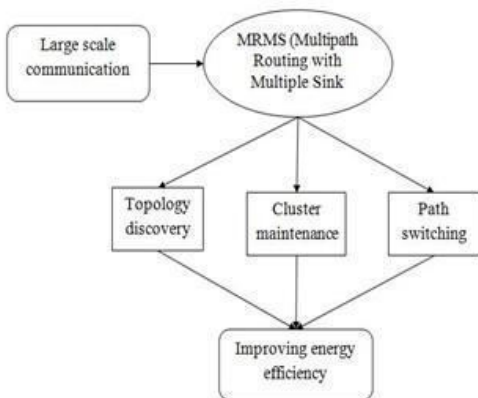 Large scale
communication
MRMS (Multipath
Routing with
Multiple Sink
Topology
discovery
Cluster
maintenance
Path
switching
Improving energy
efficiency